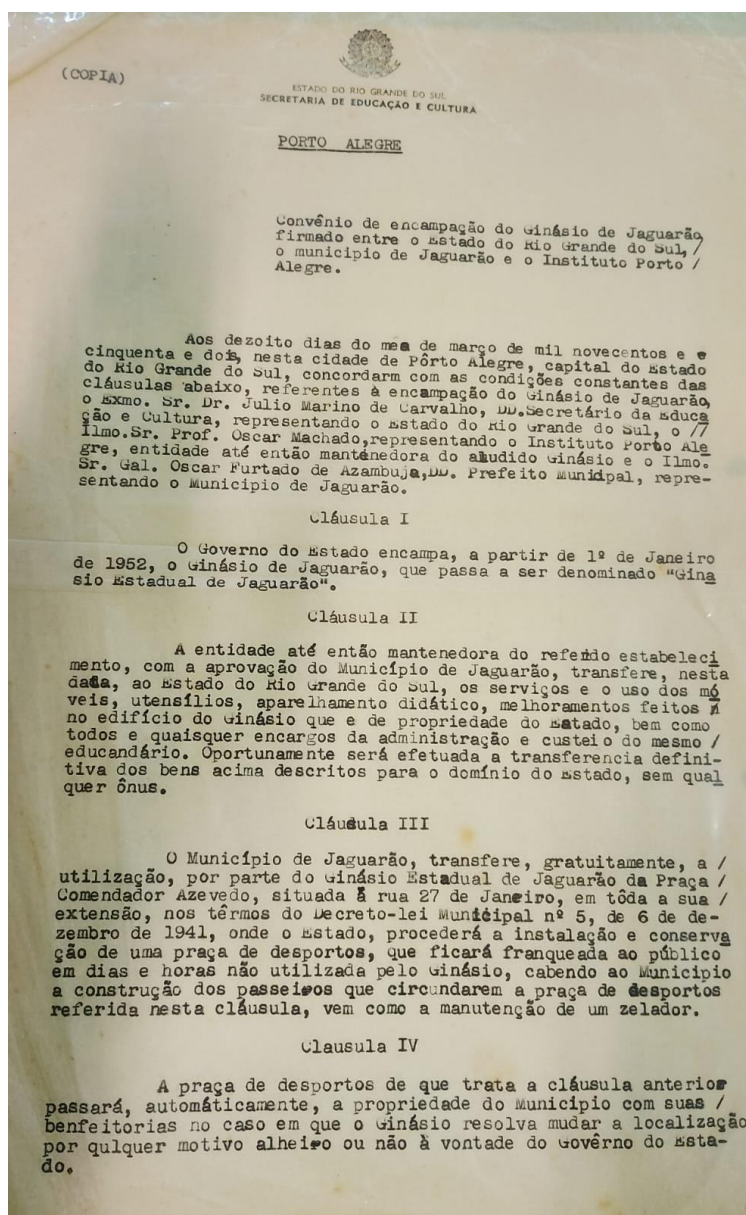 (COPIA)
ESTADO DO RIO GRANDE DO SUL
SECRETARIA DE EDUCAÇÃO E CULTURA
PORTO ALEGRE
Convênio de encampação do Ginásio de Jaguarão,
firmado entre o Estado do Rio Grande do Sul, /
o municipio de Jaguarão e o Instituto Porto /
Alegre.
Aos dezoito dias do mês de março de mil novecentos e e
cinquenta e dois, nesta cidade de Pôrto Alegre, capital do Estado
do Rio Grande do Sul, concordarm com as condições constantes das
cláusulas abaixo, referentes à encampação do Ginásio de Jaguarão,
o Exmo. Sr. Dr. Julio Marino de Carvalho, DD.Secretário da Educa
ção e Cultura, representando o Estado do Rio Grande do Sul, o //
Ilmo.Sr. Prof. Oscar Machado,representando o Instituto Porto Ale
gre, entidade até então mantenedora do aludido Ginásio e o Ilmo.
Sr. Gal. Oscar Furtado de Azambuja,DD. Prefeito Munidpal, repre-
sentando o Municipio de Jaguarão.
Cláusula I
O Governo do Estado encampa, a partir de 1º de Janeiro
de 1952, o Ginásio de Jaguarão, que passa a ser denominado "Gina
sio Estadual de Jaguarão".
Cláusula II
A entidade até então mantenedora do referido estabeleci
mento, com a aprovação do Município de Jaguarão, transfere, nesta
data, ao Estado do Rio Grande do Sul, os serviços e o uso dos mó
veis, utensílios, aparelhamento didático, melhoramentos feitos /
no edifício do Ginásio que e de propriedade do Estado, bem como
todos e quaisquer encargos da administração e custeio do mesmo /
educandário. Oportunamente será efetuada a transferencia defini-
tiva dos bens acima descritos para o domínio do Estado, sem qual
quer ônus.
Cláusula III
O Município de Jaguarão, transfere, gratuitamente, a /
utilização, por parte do Ginásio Estadual de Jaguarão da Praça /
Comendador Azevedo, situada à rua 27 de Janeiro, em tôda a sua /
extensão, nos têrmos do Decreto-lei Municipal nº 5, de 6 de de-
zembro de 1941, onde o Estado, procederá a instalação e conserva
ção de uma praça de desportos, que ficará franqueada ao público
em dias e horas não utilizada pelo Ginásio, cabendo ao Municipio
a construção dos passeiros que circundarem a praça de desportos
referida nesta cláusula, vem como a manutenção de um zelador.
Clausula IV
A praça de desportos de que trata a cláusula anterior
passará, automáticamente, a propriedade do Municipio com suas /
benfeitorias no caso em que o Ginásio resolva mudar a localização
por qulquer motivo alheiro ou não à vontade do Govêrno do Esta-
do.